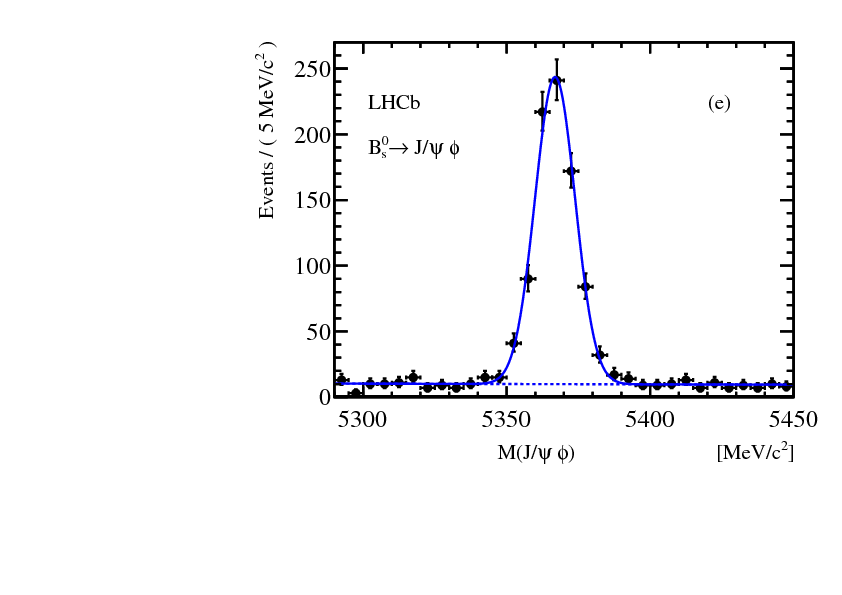 Events / ( 5 MeV/c² )
250
200
150
100
50
0
LHCb
(e)
B⁰ₛ→ J/ψ ϕ
5300
5350
5400
5450
M(J/ψ ϕ)
[MeV/c²]